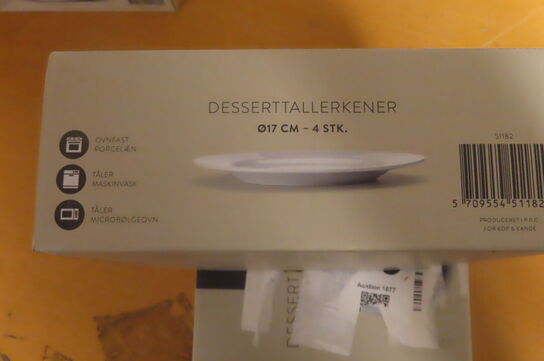 DESSERTTALLERKENER
Ø17 CM - 4 STK.
OVNFAST
PORCELÆN
TÅLER
MASKINVASK
TÅLER
MICROBØLGEOVN
51182
5 709554 51182
PRODUCERET I P.R.C
FOR KOP & KANDE
DESSERT
Auction 1877